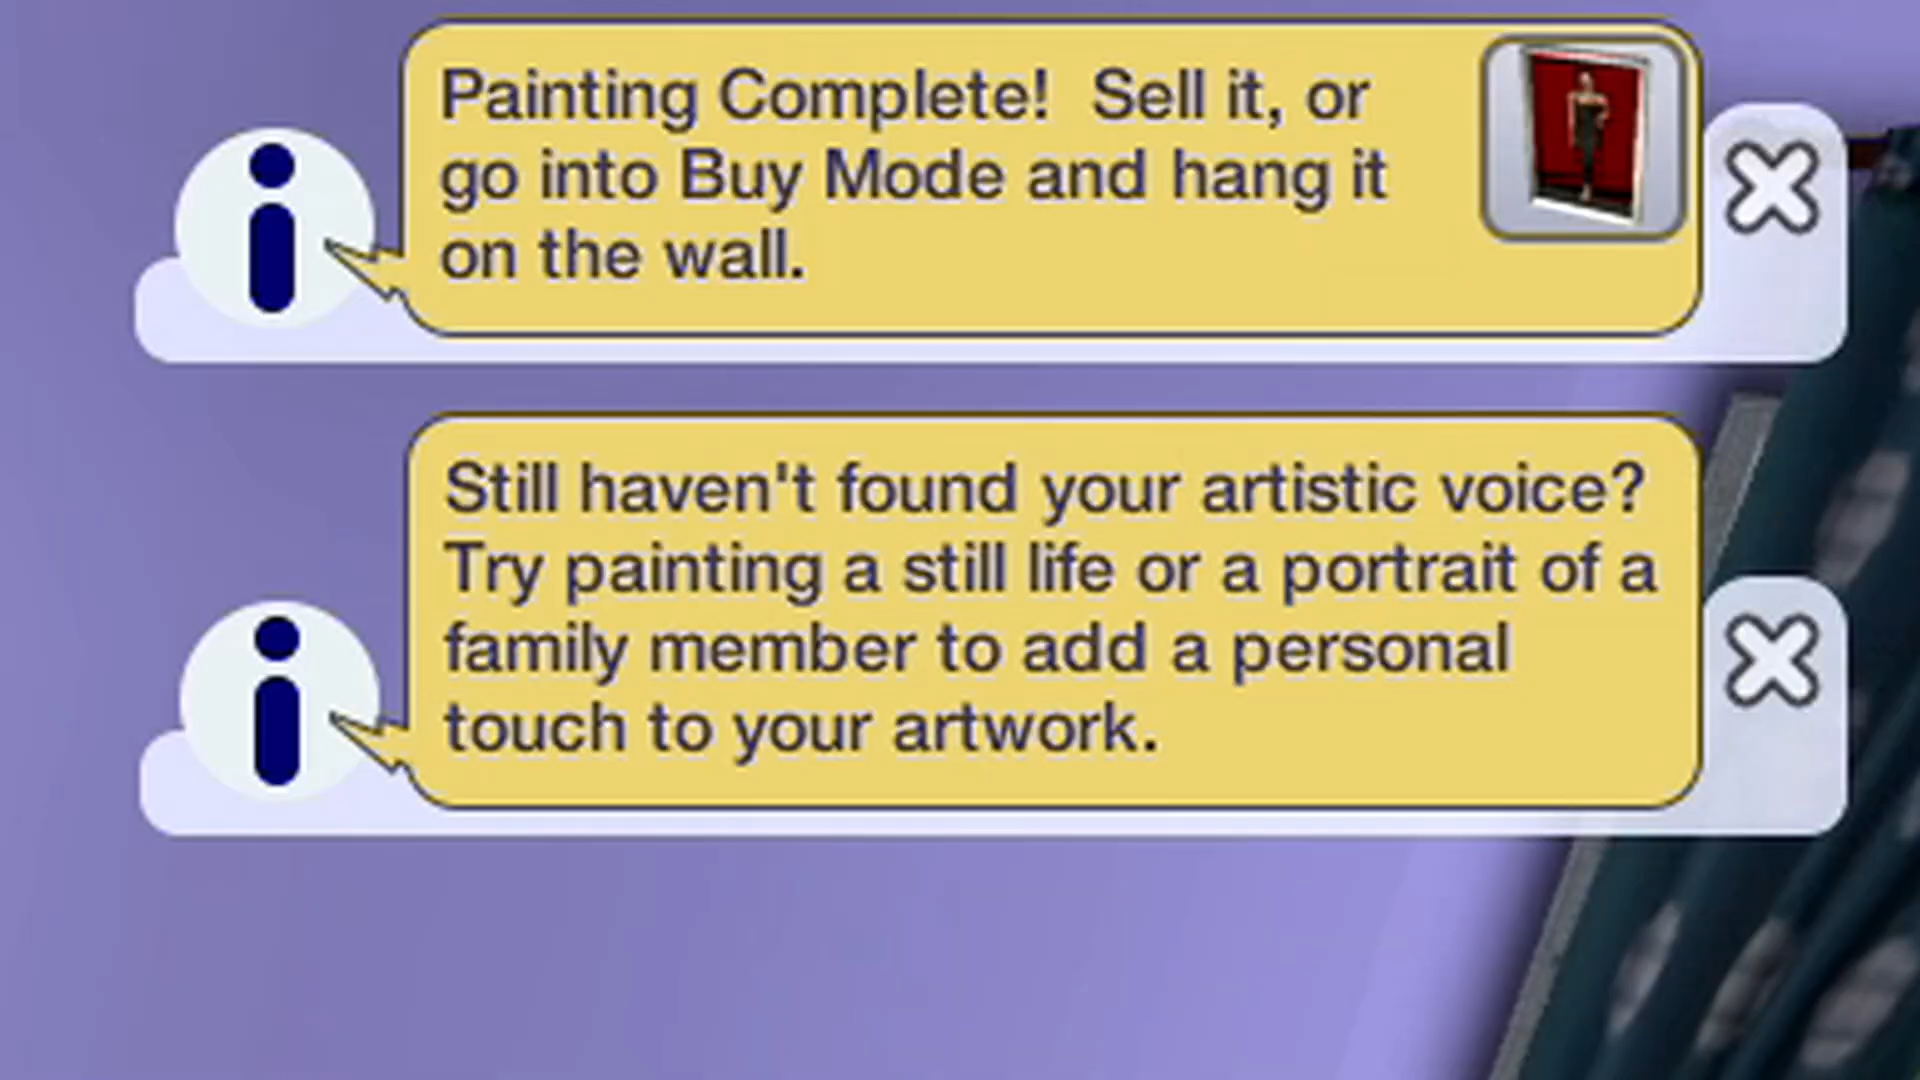 Painting Complete!  Sell it, or
go into Buy Mode and hang it
on the wall.
Still haven't found your artistic voice?
Try painting a still life or a portrait of a
family member to add a personal
touch to your artwork.